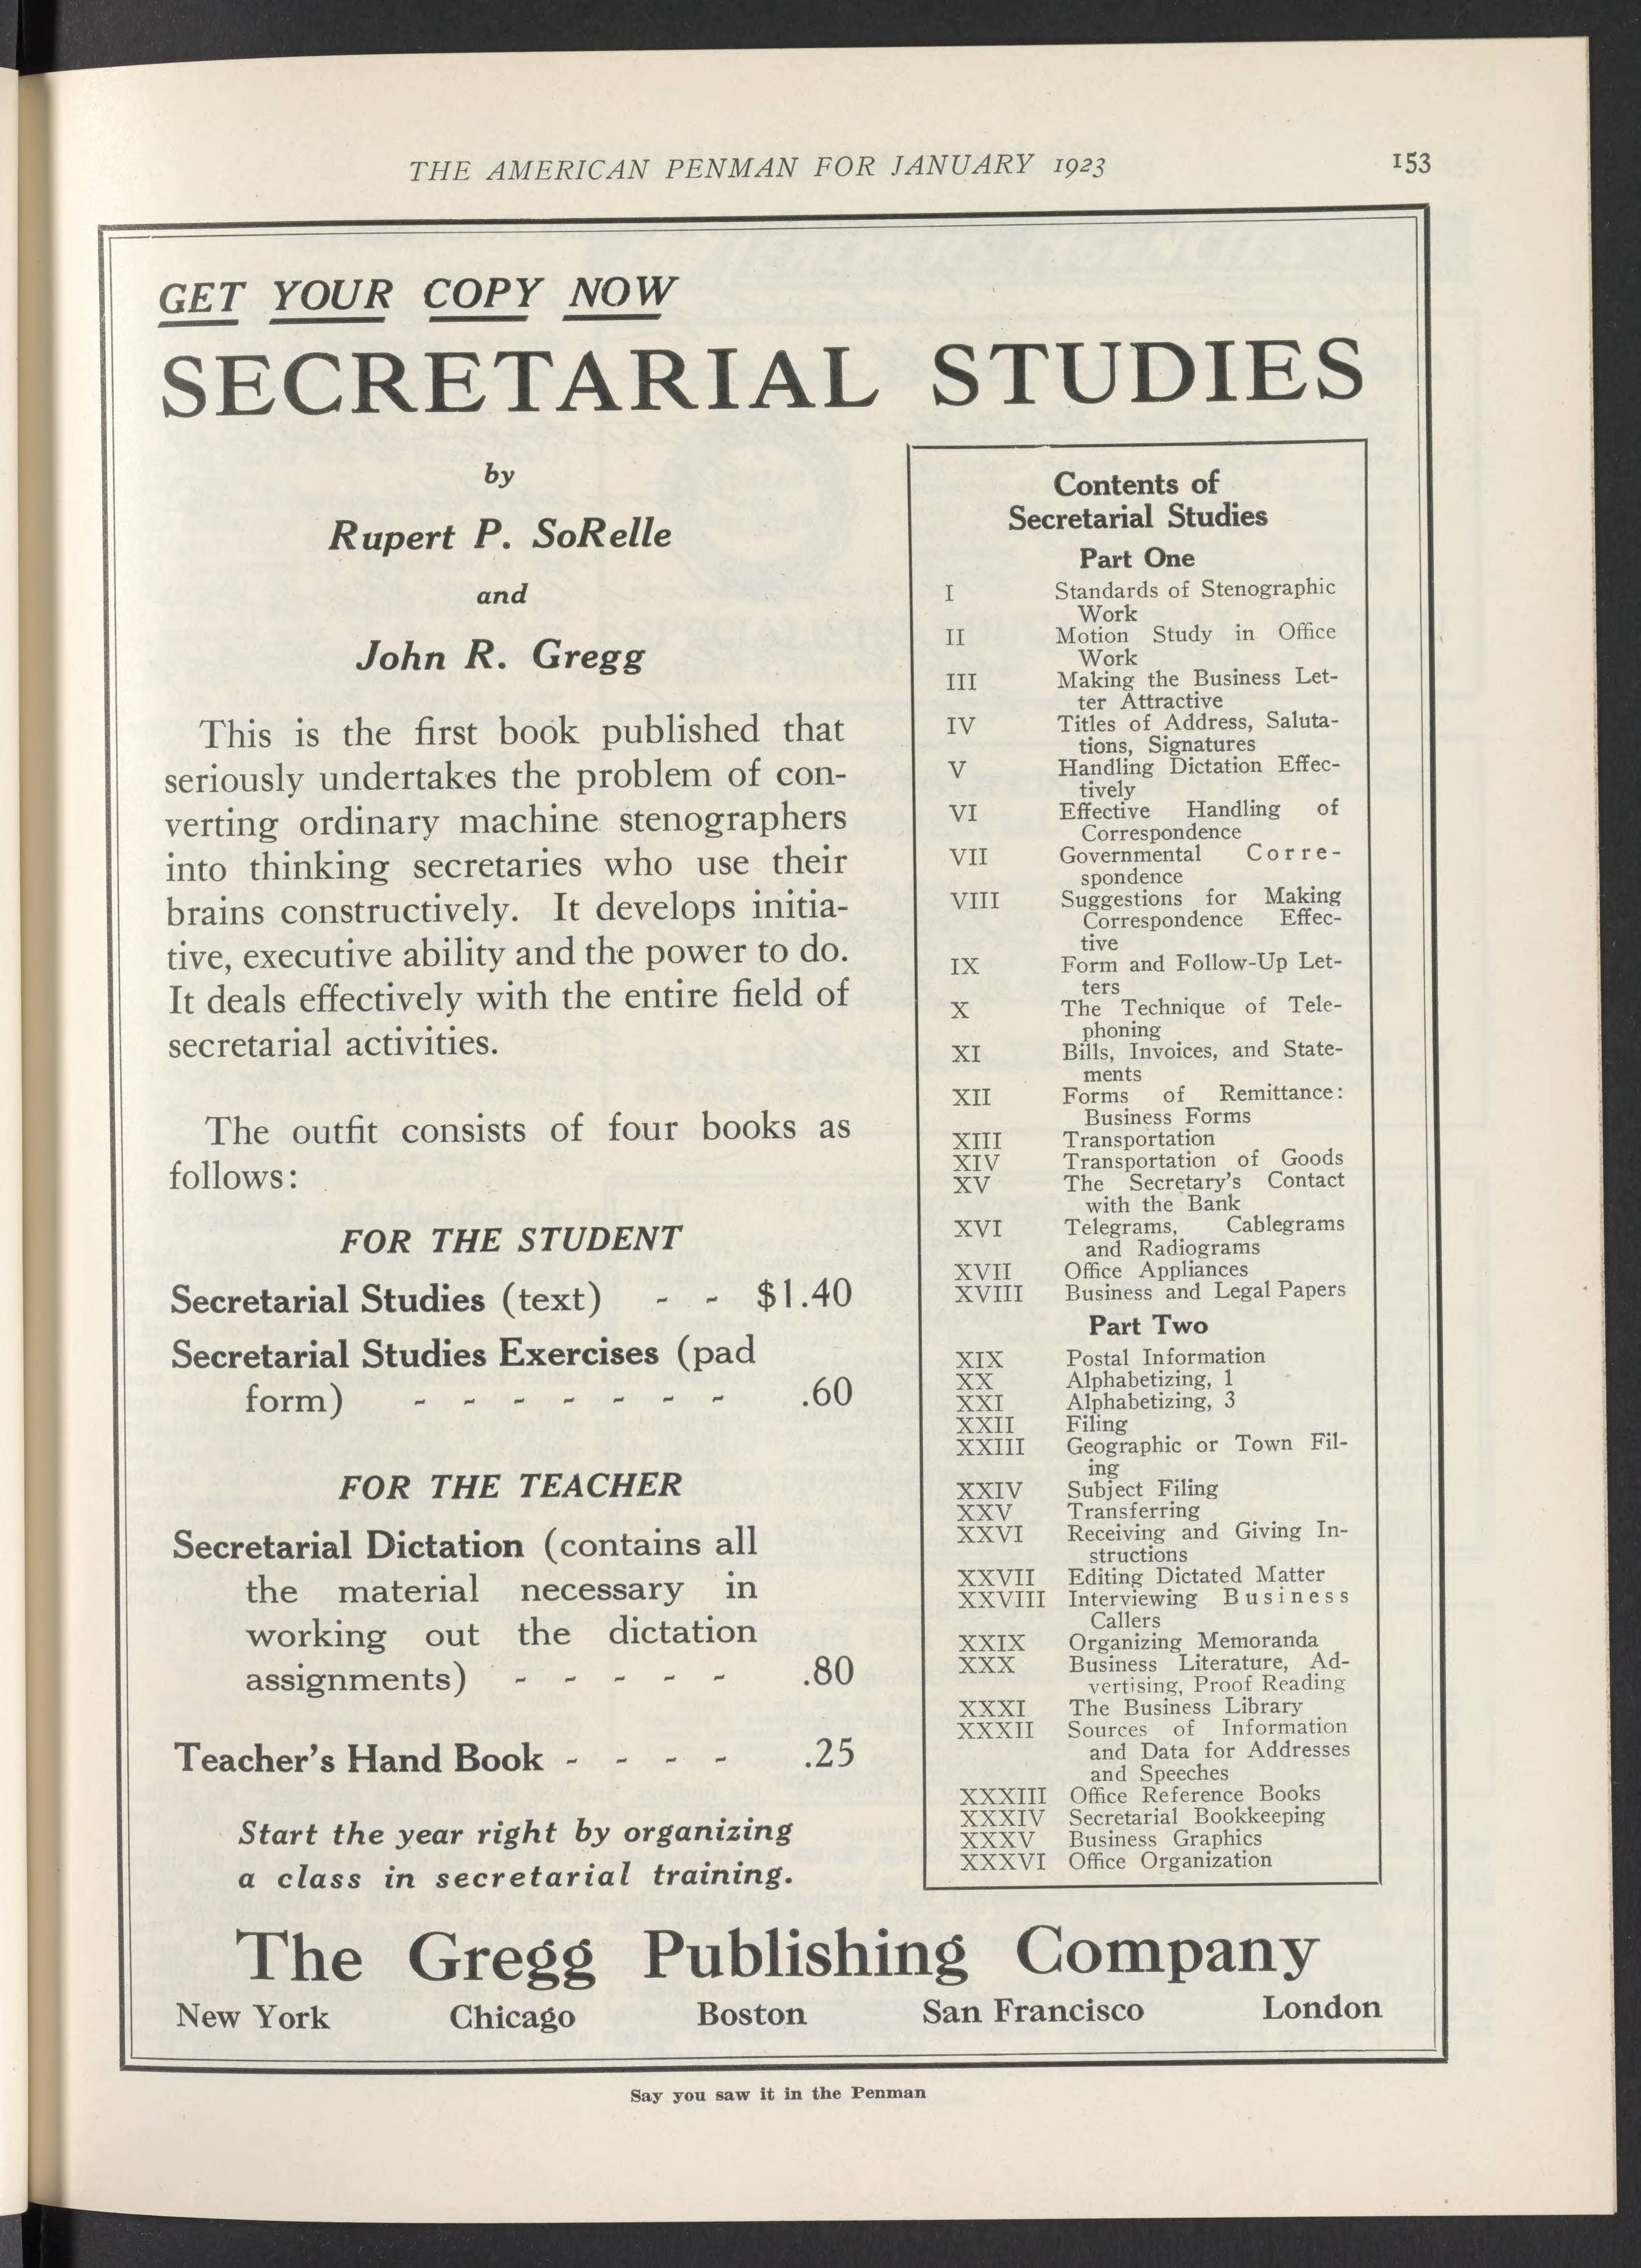 THE AMERICAN PENMAN FOR JANUARY 1923
153
GET YOUR COPY NOW
SECRETARIAL STUDIES
by
Rupert P. SoRelle
and
John R. Gregg
This is the first book published that
seriously undertakes the problem of con-
verting ordinary machine stenographers
into thinking secretaries who use their
brains constructively. It develops initia-
tive, executive ability and the power to do.
It deals effectively with the entire field of
secretarial activities.
The outfit consists of four books as
follows:
FOR THE STUDENT
Secretarial Studies (text) - - $1.40
Secretarial Studies Exercises (pad
form) - - - - - - - .60
FOR THE TEACHER
Secretarial Dictation (contains all
the material necessary in
working out the dictation
assignments) - - - - - .80
Teacher's Hand Book - - - - .25
Start the year right by organizing
a class in secretarial training.
Contents of
Secretarial Studies
Part One
I Standards of Stenographic
Work
II Motion Study in Office
Work
III Making the Business Let-
ter Attractive
IV Titles of Address, Saluta-
tions, Signatures
V Handling Dictation Effec-
tively
VI Effective Handling of
Correspondence
VII Governmental Corre-
spondence
VIII Suggestions for Making
Correspondence Effec-
tive
IX Form and Follow-Up Let-
ters
X The Technique of Tele-
phoning
XI Bills, Invoices, and State-
ments
XII Forms of Remittance:
Business Forms
XIII Transportation
XIV Transportation of Goods
XV The Secretary's Contact
with the Bank
XVI Telegrams, Cablegrams
and Radiograms
XVII Office Appliances
XVIII Business and Legal Papers
Part Two
XIX Postal Information
XX Alphabetizing, 1
XXI Alphabetizing, 3
XXII Filing
XXIII Geographic or Town Fil-
ing
XXIV Subject Filing
XXV Transferring
XXVI Receiving and Giving In-
structions
XXVII Editing Dictated Matter
XXVIII Interviewing Business
Callers
XXIX Organizing Memoranda
XXX Business Literature, Ad-
vertising, Proof Reading
XXXI The Business Library
XXXII Sources of Information
and Data for Addresses
and Speeches
XXXIII Office Reference Books
XXXIV Secretarial Bookkeeping
XXXV Business Graphics
XXXVI Office Organization
The Gregg Publishing Company
New York Chicago Boston San Francisco London
Say you saw it in the Penman